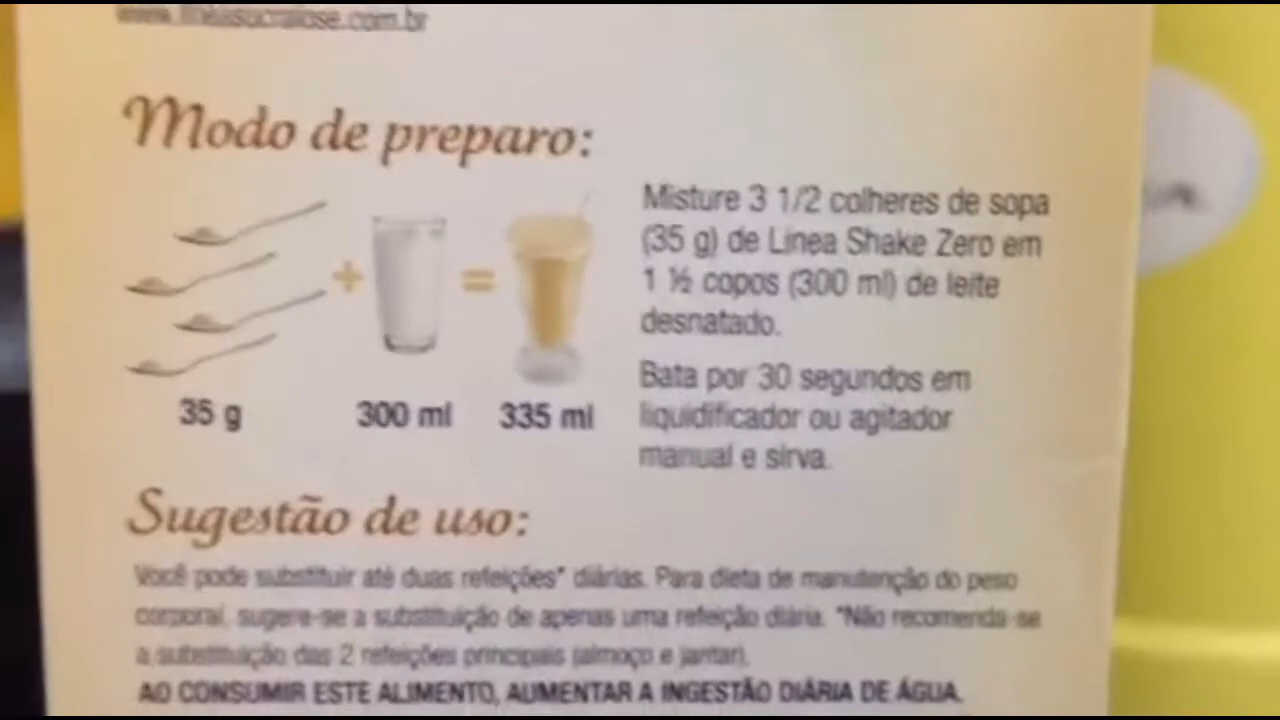 Modo de preparo:
+
=
35 g
300 ml
335 ml
Misture 3 1/2 colheres de sopa
(35 g) de Linea Shake Zero em
1 ½ copos (300 ml) de leite
desnatado.
Bata por 30 segundos em
liquidificador ou agitador
manual e sirva.
Sugestão de uso:
Você pode substituir até duas refeições* diárias. Para dieta de manutenção do peso
corporal, sugere-se a substituição de apenas uma refeição diária. *Não recomenda-se
a substituição das 2 refeições principais (almoço e jantar).
AO CONSUMIR ESTE ALIMENTO, AUMENTAR A INGESTÃO DIÁRIA DE ÁGUA.